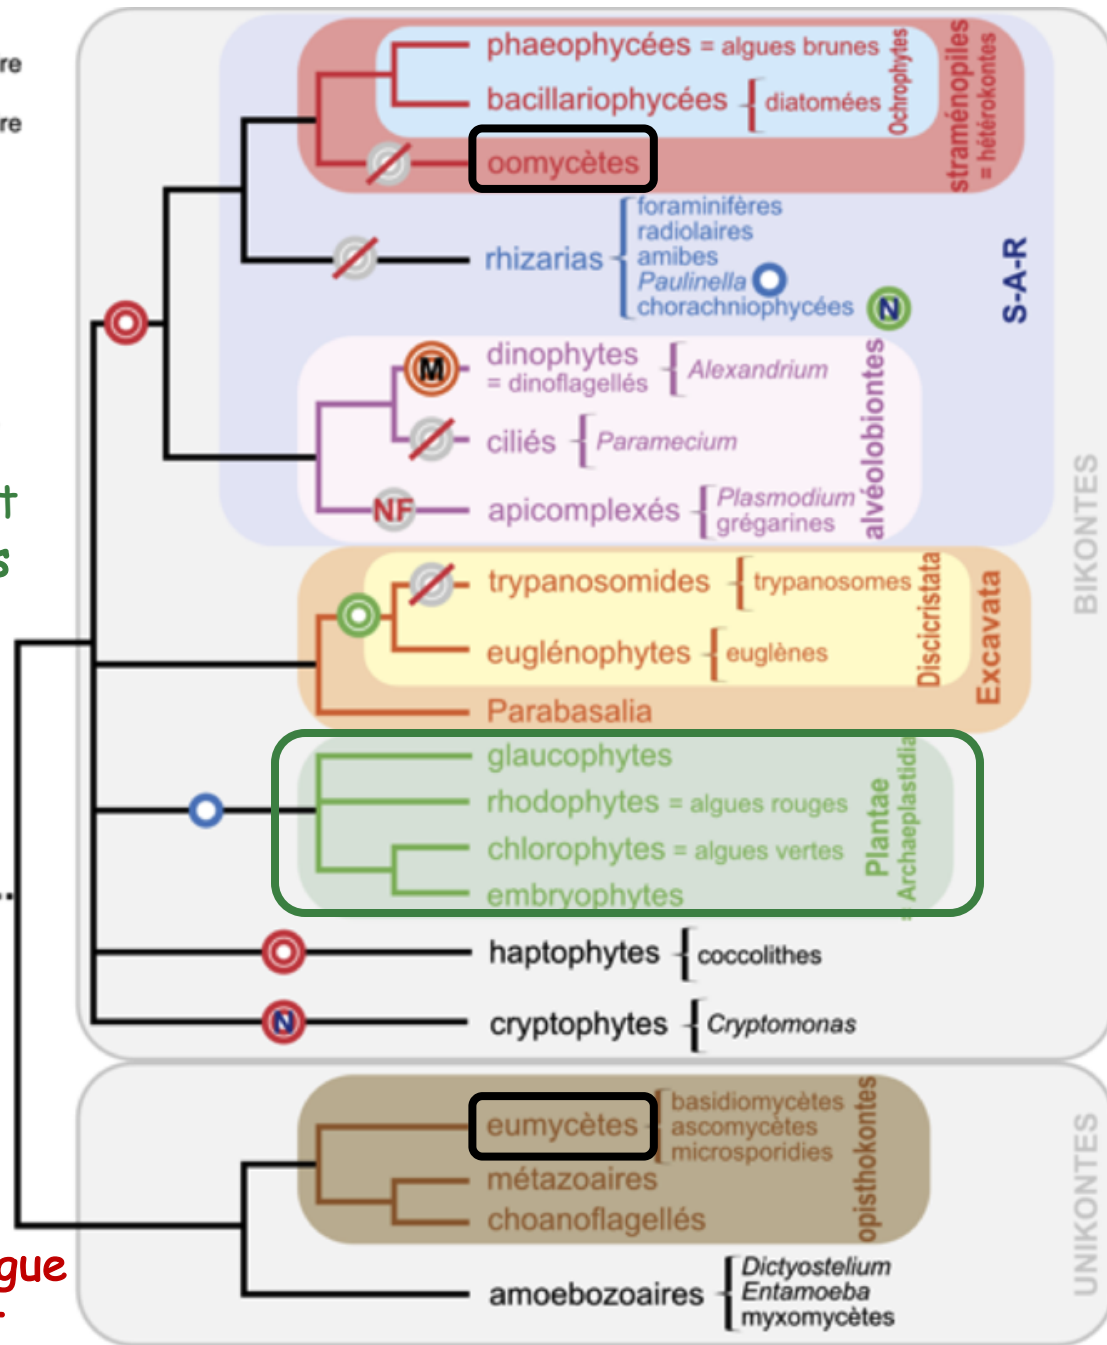 re
phaeophycées = algues brunes
bacillariophycées { diatomées
Ochrophytes
straménopiles
= hétérokontes
re
oomycètes
rhizarias
foraminifères
radiolaires
amibes
Paulinella
chorachniophycées
N
S-A-R
M
dinophytes
= dinoflagellés
Alexandrium
ciliés { Paramecium
NF
apicomplexés
Plasmodium
grégarines
alvéolobiontes
t
s
BIKONTES
trypanosomides { trypanosomes
euglénophytes { euglènes
Discicristata
Excavata
Parabasalia
glaucophytes
rhodophytes = algues rouges
chlorophytes = algues vertes
embryophytes
Plantae
= Archaeplastidia
..
haptophytes { coccolithes
N
cryptophytes { Cryptomonas
eumycètes
basidiomycètes
ascomycètes
microsporidies
métazoaires
choanoflagellés
opisthokontes
UNIKONTES
gue
amoebozoaires
Dictyostelium
Entamoeba
myxomycètes